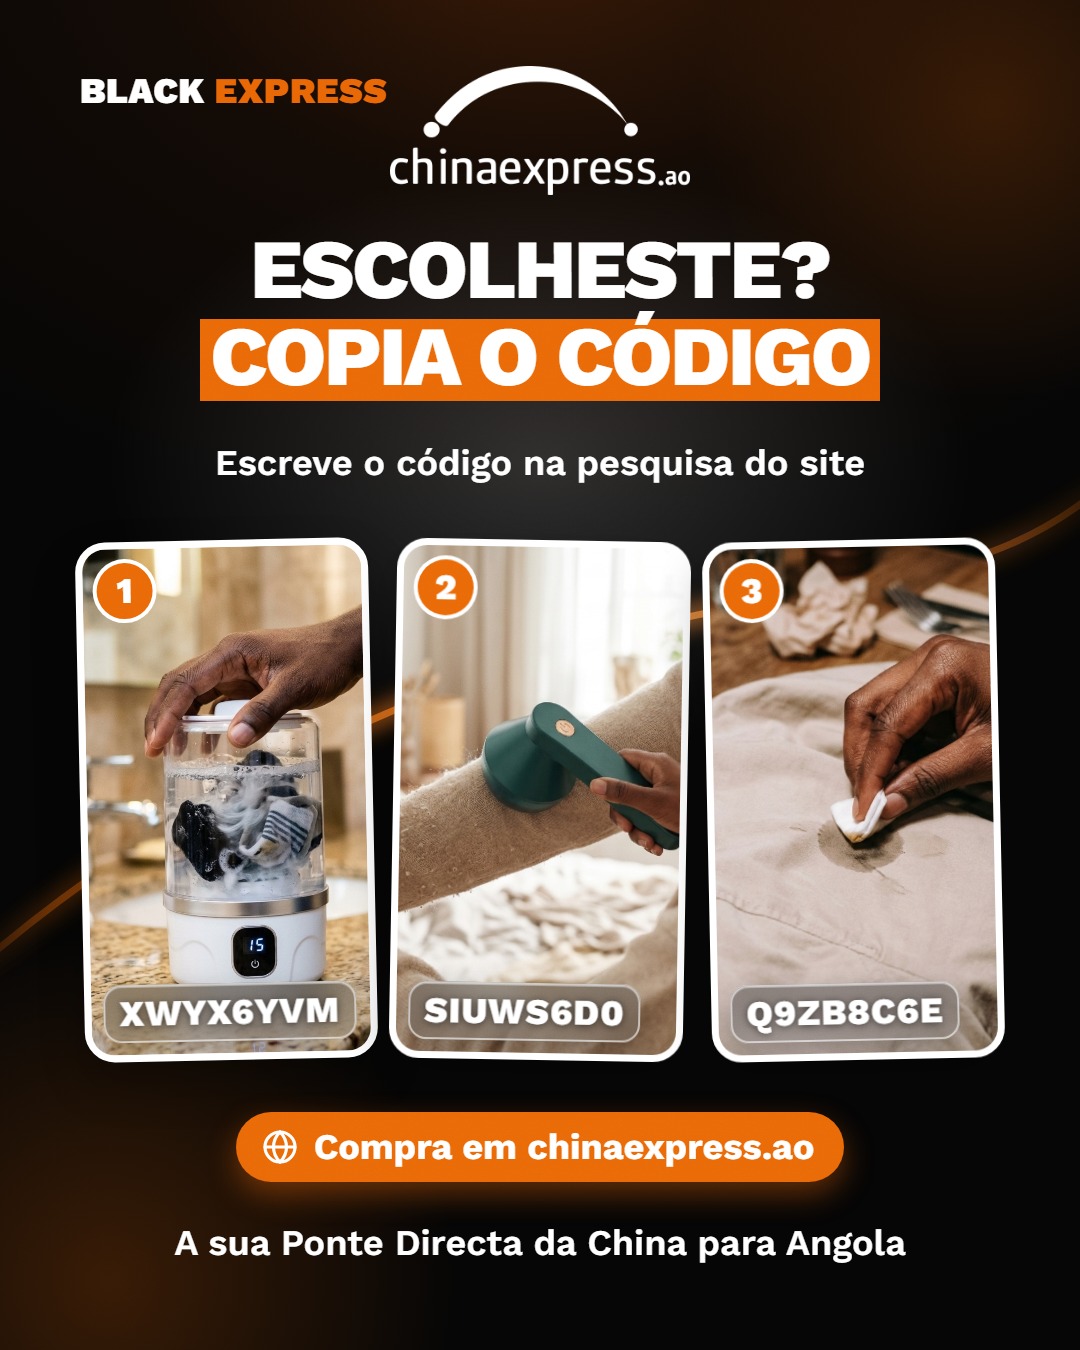 BLACK EXPRESS
chinaexpress.ao
ESCOLHESTE?
COPIA O CÓDIGO
Escreve o código na pesquisa do site
1
2
3
15
XWYX6YVM
SIUWS6D0
Q9ZB8C6E
Compra em chinaexpress.ao
A sua Ponte Directa da China para Angola